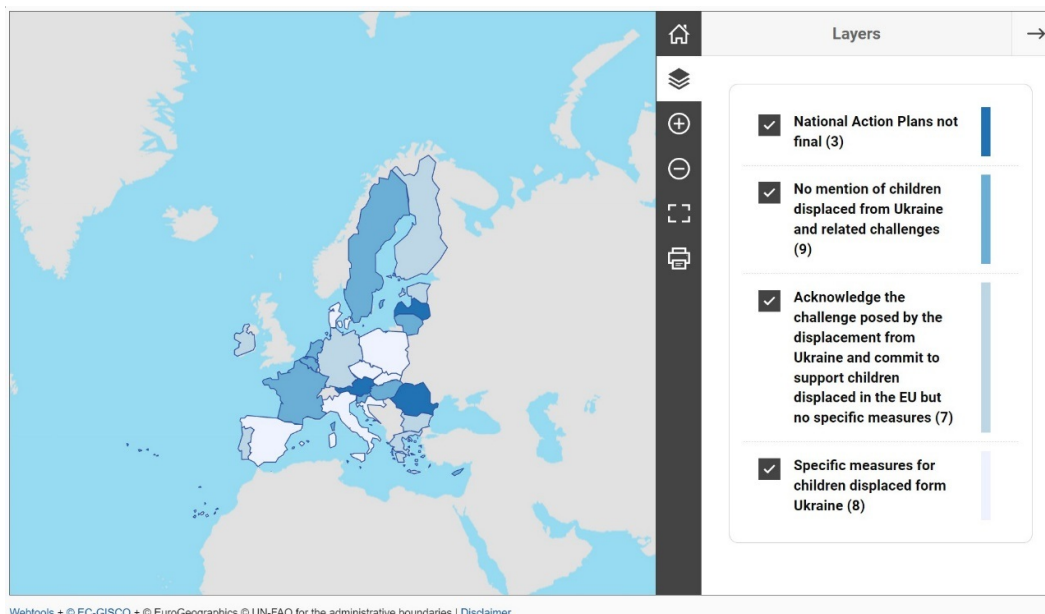 Layers
National Action Plans not
final (3)
No mention of children
displaced from Ukraine
and related challenges
(9)
Acknowledge the
challenge posed by the
displacement from
Ukraine and commit to
support children
displaced in the EU but
no specific measures (7)
Specific measures for
children displaced form
Ukraine (8)
Webtools + © EC-GISCO + © EuroGeographics © UN-FAO for the administrative boundaries | Disclaimer